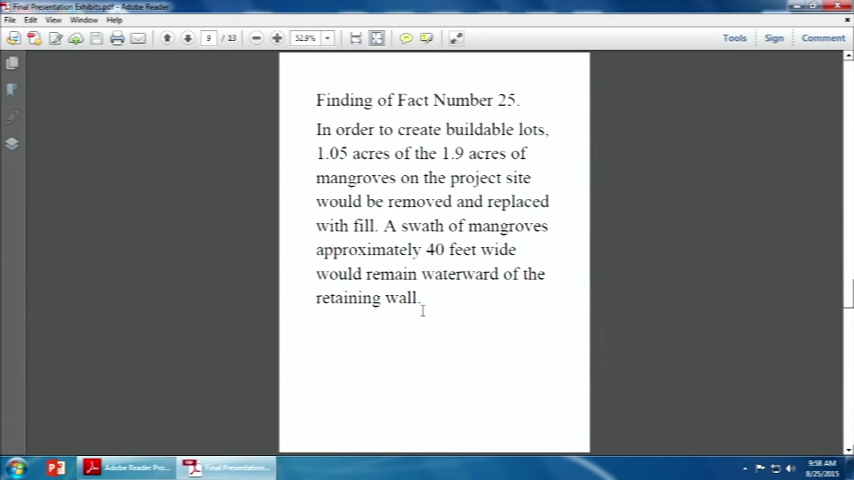 Final Presentation Exhibits.pdf - Adobe Reader
File Edit View Window Help
9 / 13 52.9% Tools Sign Comment
Finding of Fact Number 25.
In order to create buildable lots,
1.05 acres of the 1.9 acres of
mangroves on the project site
would be removed and replaced
with fill. A swath of mangroves
approximately 40 feet wide
would remain waterward of the
retaining wall.
Adobe Reader Pro... Final Presentation...
9:58 AM
8/25/2015